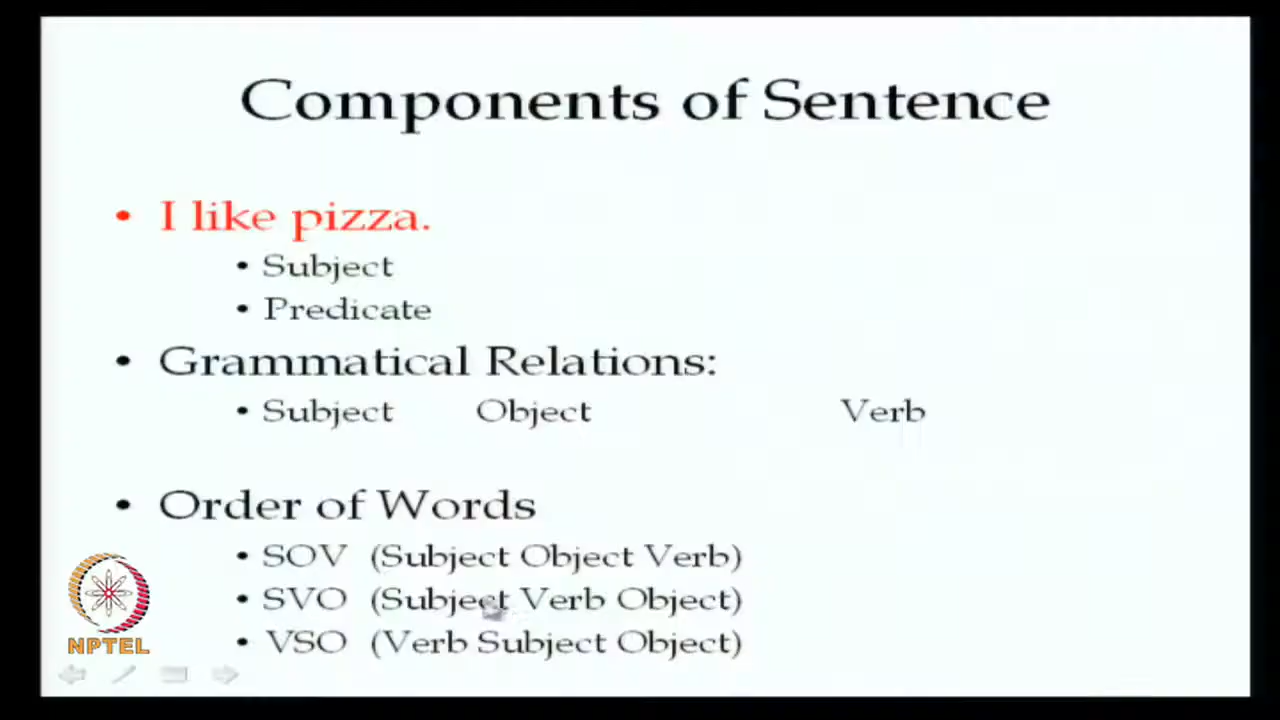 Components of Sentence
• I like pizza.
• Subject
• Predicate
• Grammatical Relations:
• Subject Object Verb
• Order of Words
• SOV (Subject Object Verb)
• SVO (Subject Verb Object)
• VSO (Verb Subject Object)
NPTEL